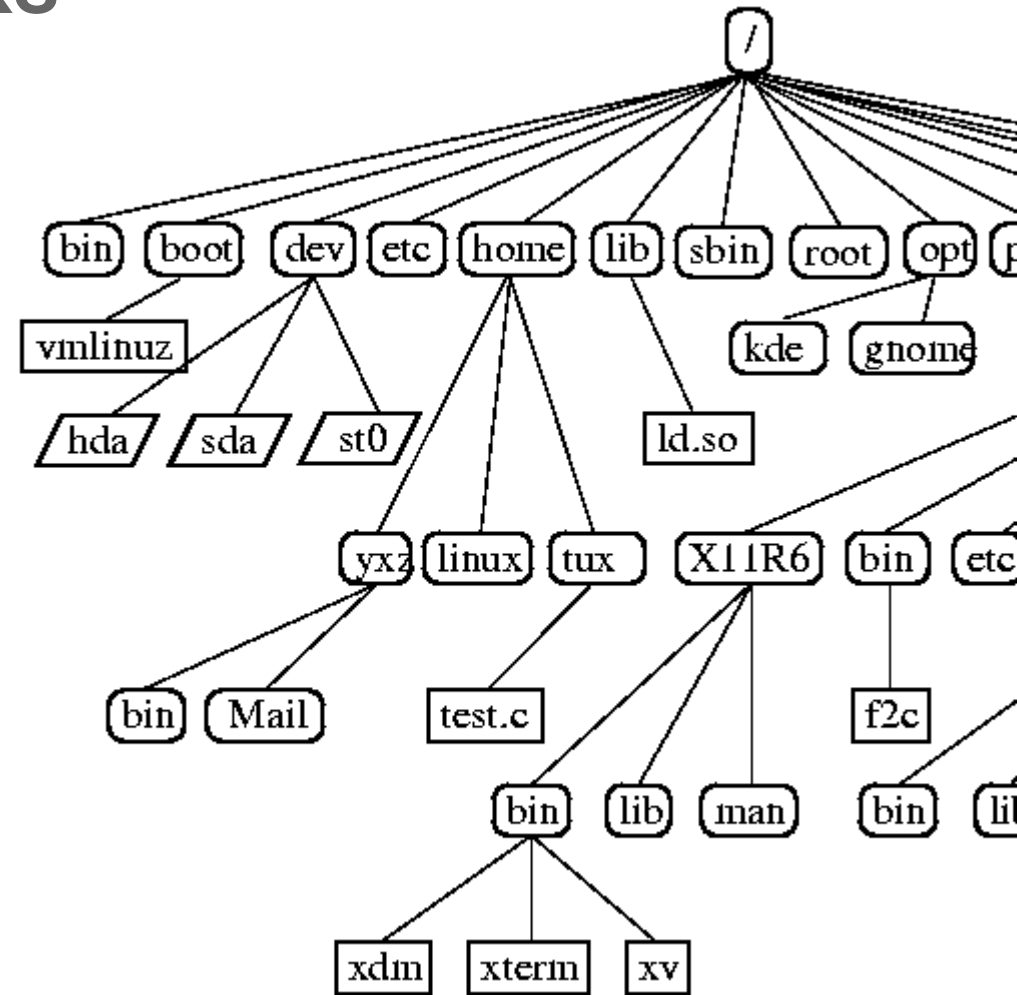 /
bin boot dev etc home lib sbin root opt
vmlinuz kde gnome
hda sda st0 ld.so
yxz linux tux X11R6 bin etc
bin Mail test.c f2c
bin lib man bin
xdm xterm xv